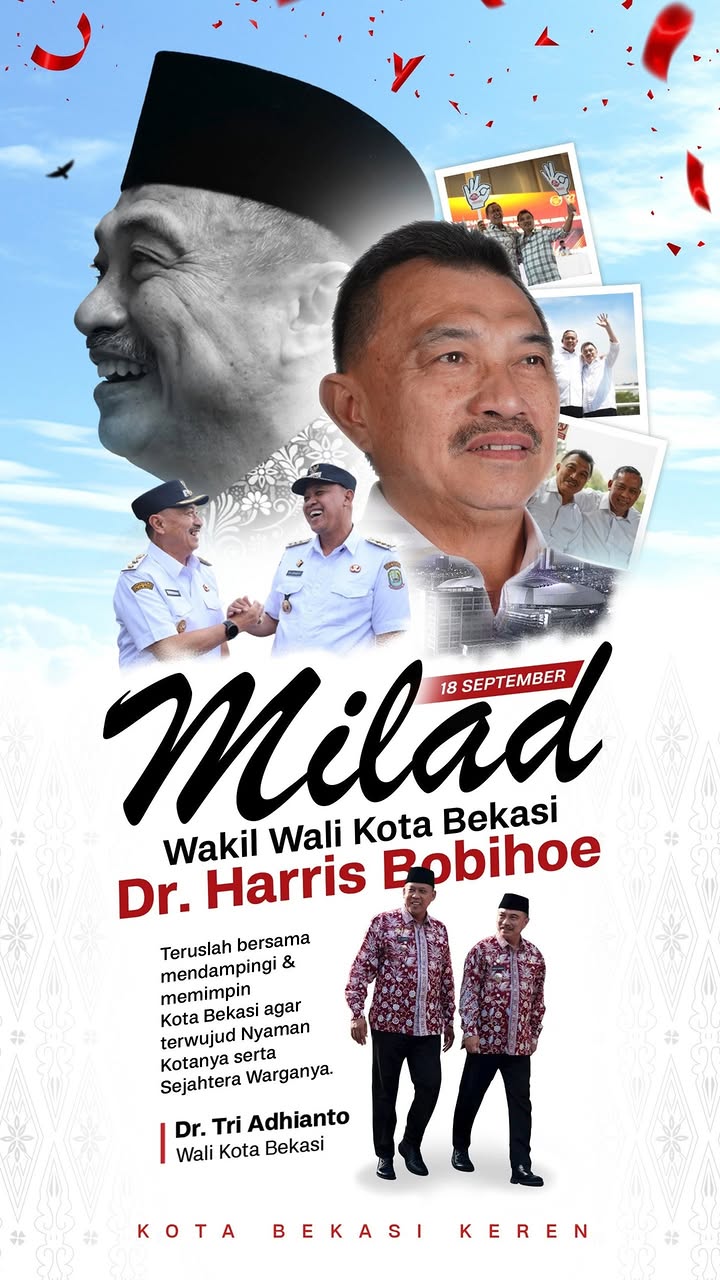 18 SEPTEMBER
Milad
Wakil Wali Kota Bekasi
Dr. Harris Bobihoe
Teruslah bersama
mendampingi &
memimpin
Kota Bekasi agar
terwujud Nyaman
Kotanya serta
Sejahtera Warganya.
Dr. Tri Adhianto
Wali Kota Bekasi
KOTA BEKASI KEREN